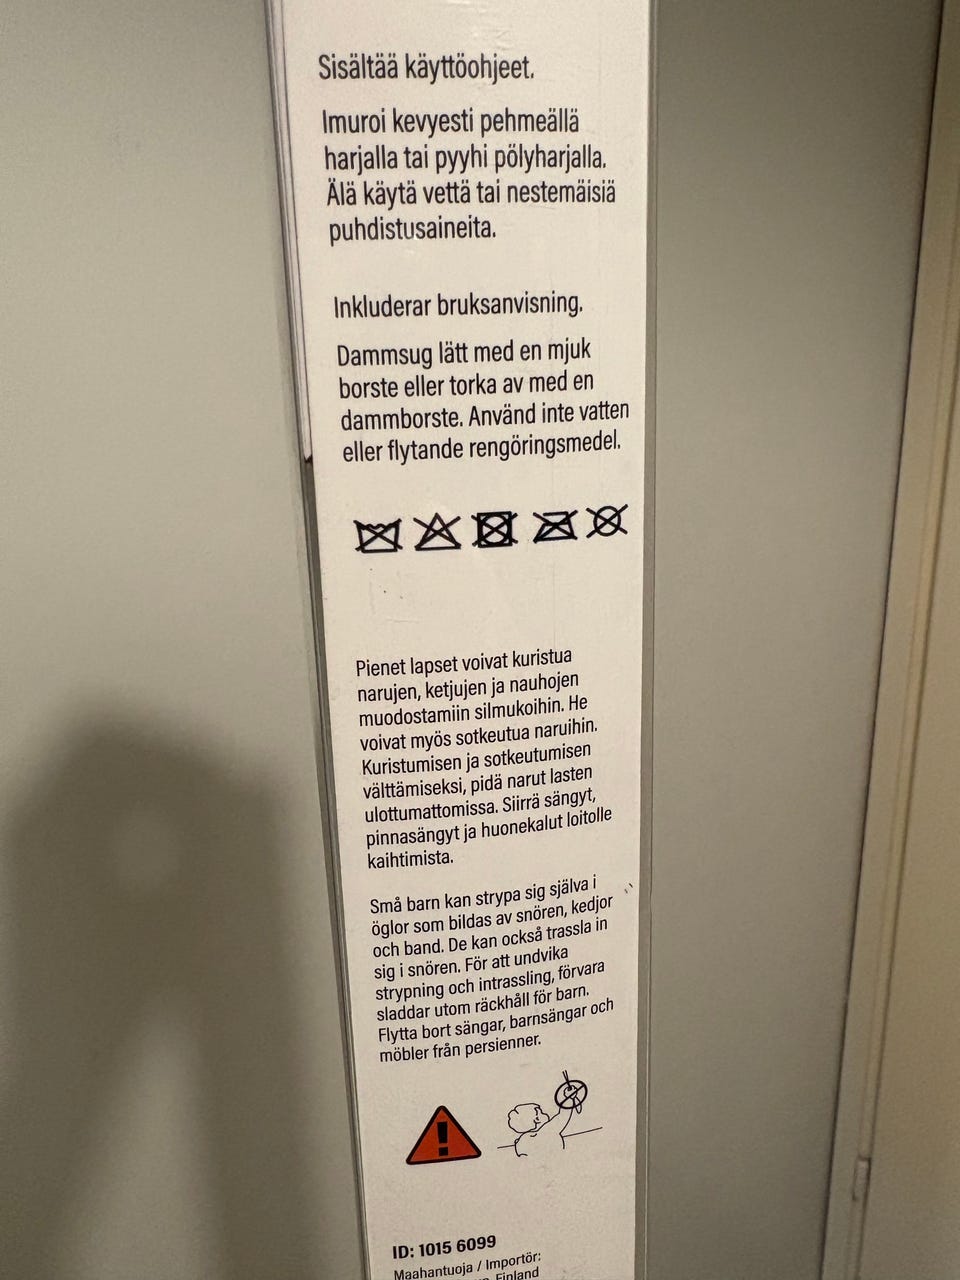 Sisältää käyttöohjeet.
Imuroi kevyesti pehmeällä
harjalla tai pyyhi pölyharjalla.
Älä käytä vettä tai nestemäisiä
puhdistusaineita.
Inkluderar bruksanvisning.
Dammsug lätt med en mjuk
borste eller torka av med en
dammborste. Använd inte vatten
eller flytande rengöringsmedel.
Pienet lapset voivat kuristua
narujen, ketjujen ja nauhojen
muodostamiin silmukoihin. He
voivat myös sotkeutua naruihin.
Kuristumisen ja sotkeutumisen
välttämiseksi, pidä narut lasten
ulottumattomissa. Siirrä sängyt,
pinnasängyt ja huonekalut loitolle
kaihtimista.
Små barn kan strypa sig själva i
öglor som bildas av snören, kedjor
och band. De kan också trassla in
sig i snören. För att undvika
strypning och intrassling, förvara
sladdar utom räckhåll för barn.
Flytta bort sängar, barnsängar och
möbler från persienner.
ID: 1015 6099
Maahantuoja / Importör:
Finland